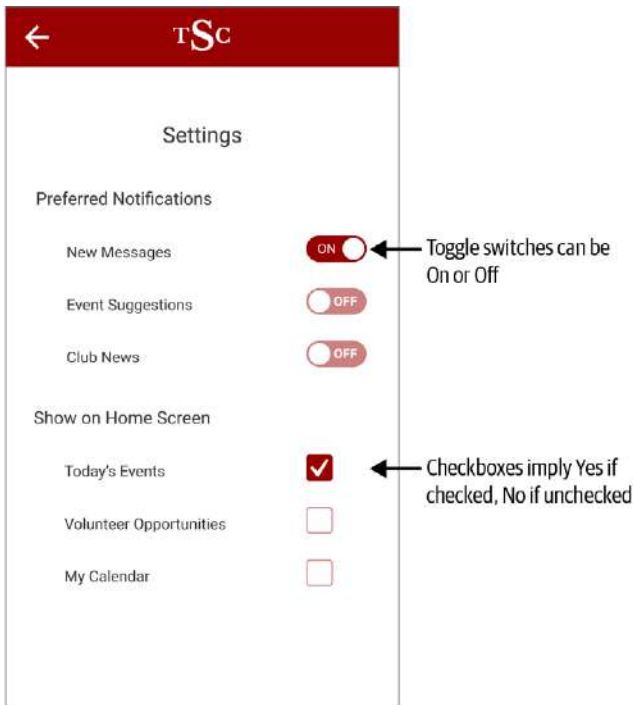 TSC
Settings
Preferred Notifications
New Messages
ON
Toggle switches can be
On or Off
Event Suggestions
OFF
Club News
OFF
Show on Home Screen
Today's Events
Checkboxes imply Yes if
checked, No if unchecked
Volunteer Opportunities
My Calendar